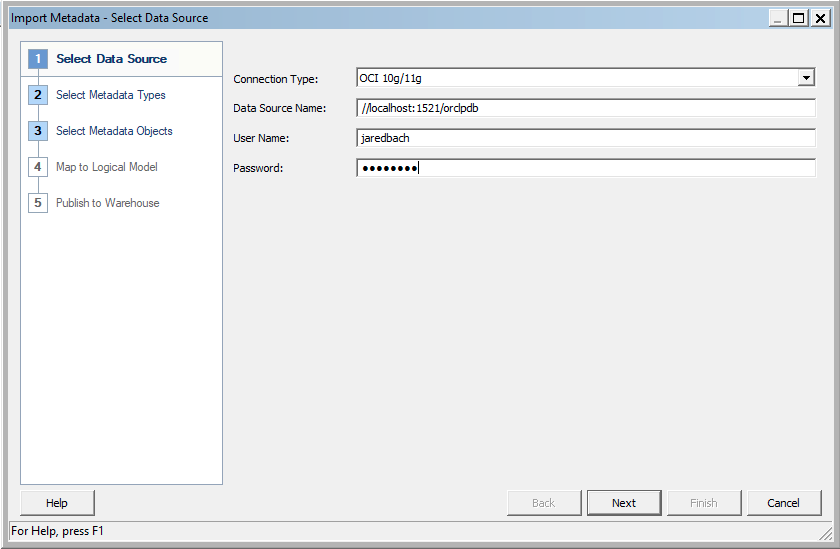 Import Metadata - Select Data Source
1 Select Data Source
2 Select Metadata Types
3 Select Metadata Objects
4 Map to Logical Model
5 Publish to Warehouse
Connection Type: OCI 10g/11g
Data Source Name: //localhost:1521/orclpdb
User Name: jaredbach
Password: ●●●●●●●●
Help Back Next Finish Cancel
For Help, press F1